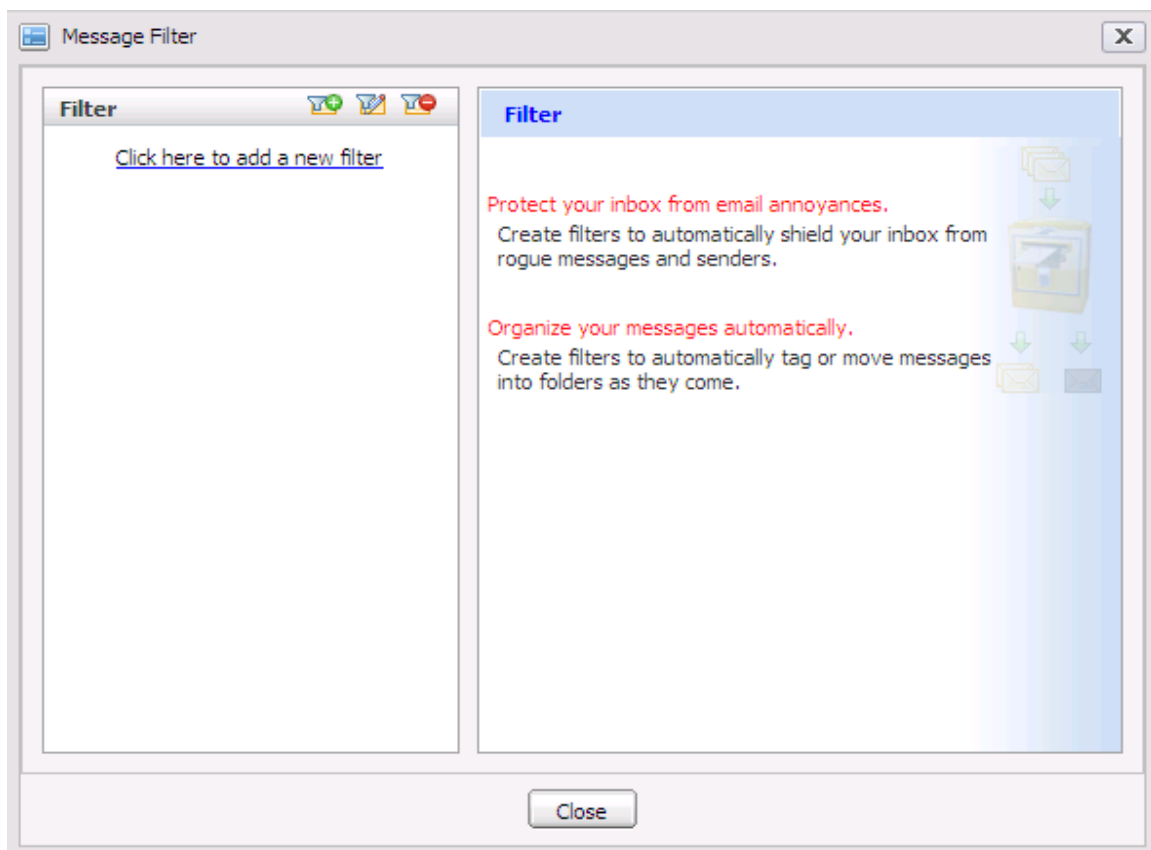 Message Filter
X
Filter
Click here to add a new filter
Filter
Protect your inbox from email annoyances.
Create filters to automatically shield your inbox from
rogue messages and senders.
Organize your messages automatically.
Create filters to automatically tag or move messages
into folders as they come.
Close